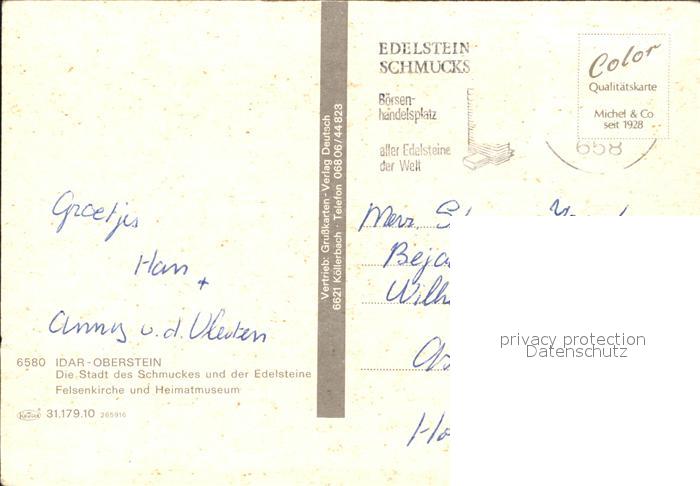 Groetjes
Han
+
Annus v.d. Vleuten
6580 IDAR-OBERSTEIN
Die Stadt des Schmuckes und der Edelsteine
Felsenkirche und Heimatmuseum
31.179.10 265916
Vertrieb: Grußkarten-Verlag Deutsch
6621 Köllerbach · Telefon 06806/44823
EDELSTEIN
SCHMUCKS
Börsen-
handelsplatz
aller Edelsteine
der Welt
Color
Qualitätskarte
Michel & Co
seit 1928
658
privacy protection
Datenschutz